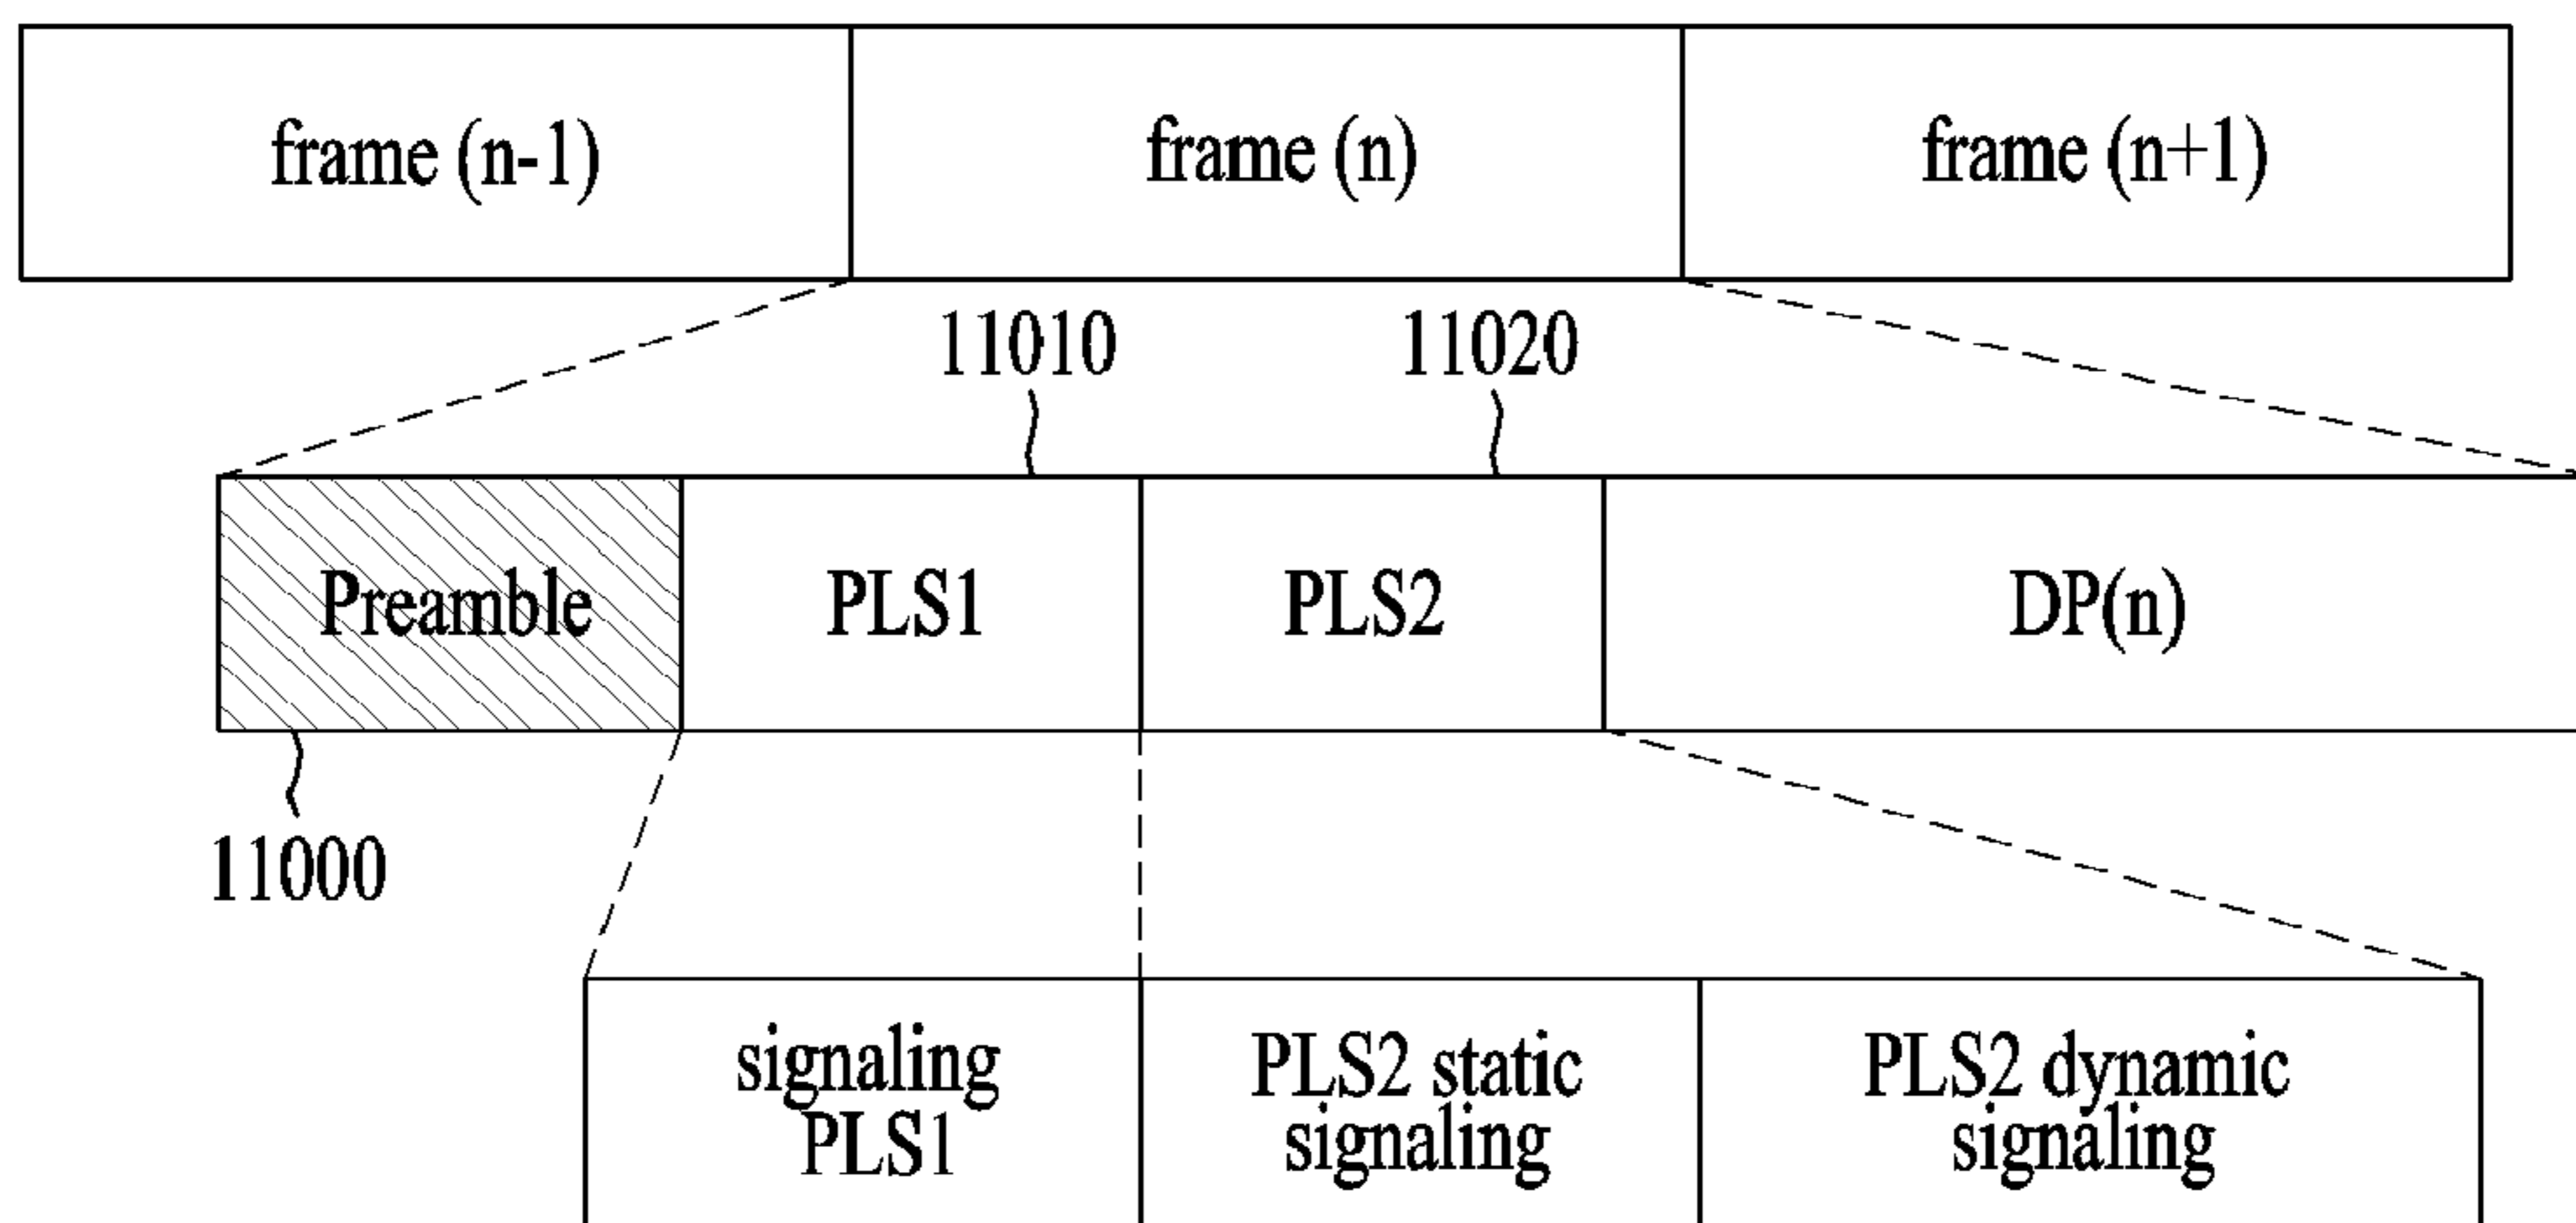 frame (n-1)
frame (n)
frame (n+1)
11010
11020
Preamble
PLS1
PLS2
DP(n)
11000
signaling
PLS1
PLS2 static
signaling
PLS2 dynamic
signaling